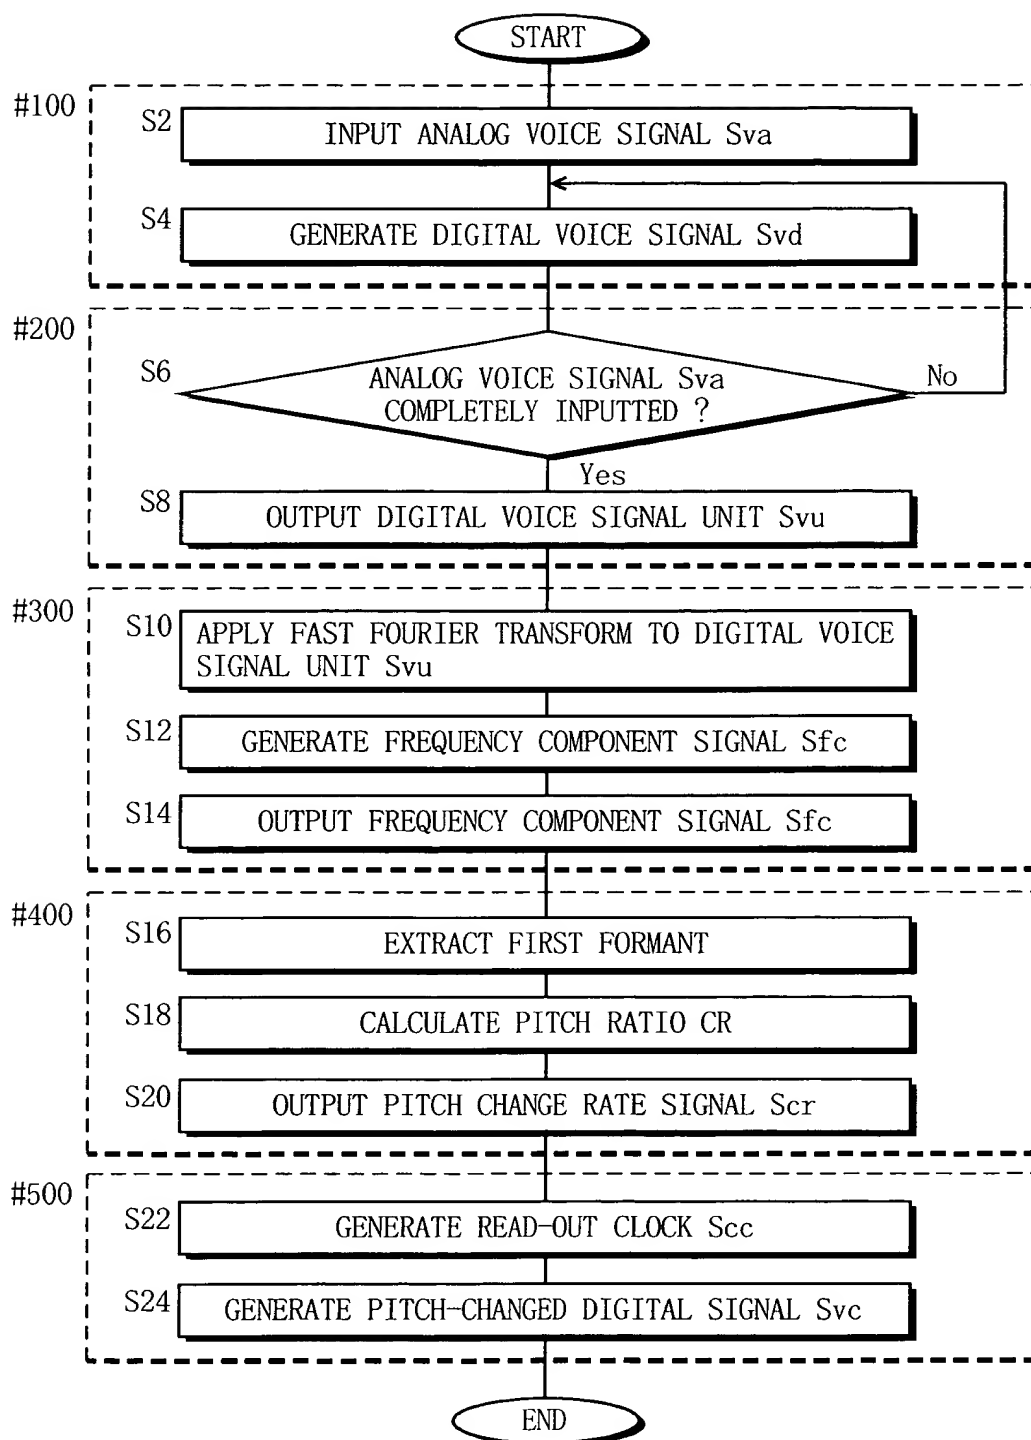 START
#100
S2
INPUT ANALOG VOICE SIGNAL Sva
S4
GENERATE DIGITAL VOICE SIGNAL Svd
#200
S6
ANALOG VOICE SIGNAL Sva
COMPLETELY INPUTTED ?
No
Yes
S8
OUTPUT DIGITAL VOICE SIGNAL UNIT Svu
#300
S10
APPLY FAST FOURIER TRANSFORM TO DIGITAL VOICE
SIGNAL UNIT Svu
S12
GENERATE FREQUENCY COMPONENT SIGNAL Sfc
S14
OUTPUT FREQUENCY COMPONENT SIGNAL Sfc
#400
S16
EXTRACT FIRST FORMANT
S18
CALCULATE PITCH RATIO CR
S20
OUTPUT PITCH CHANGE RATE SIGNAL Scr
#500
S22
GENERATE READ-OUT CLOCK Scc
S24
GENERATE PITCH-CHANGED DIGITAL SIGNAL Svc
END